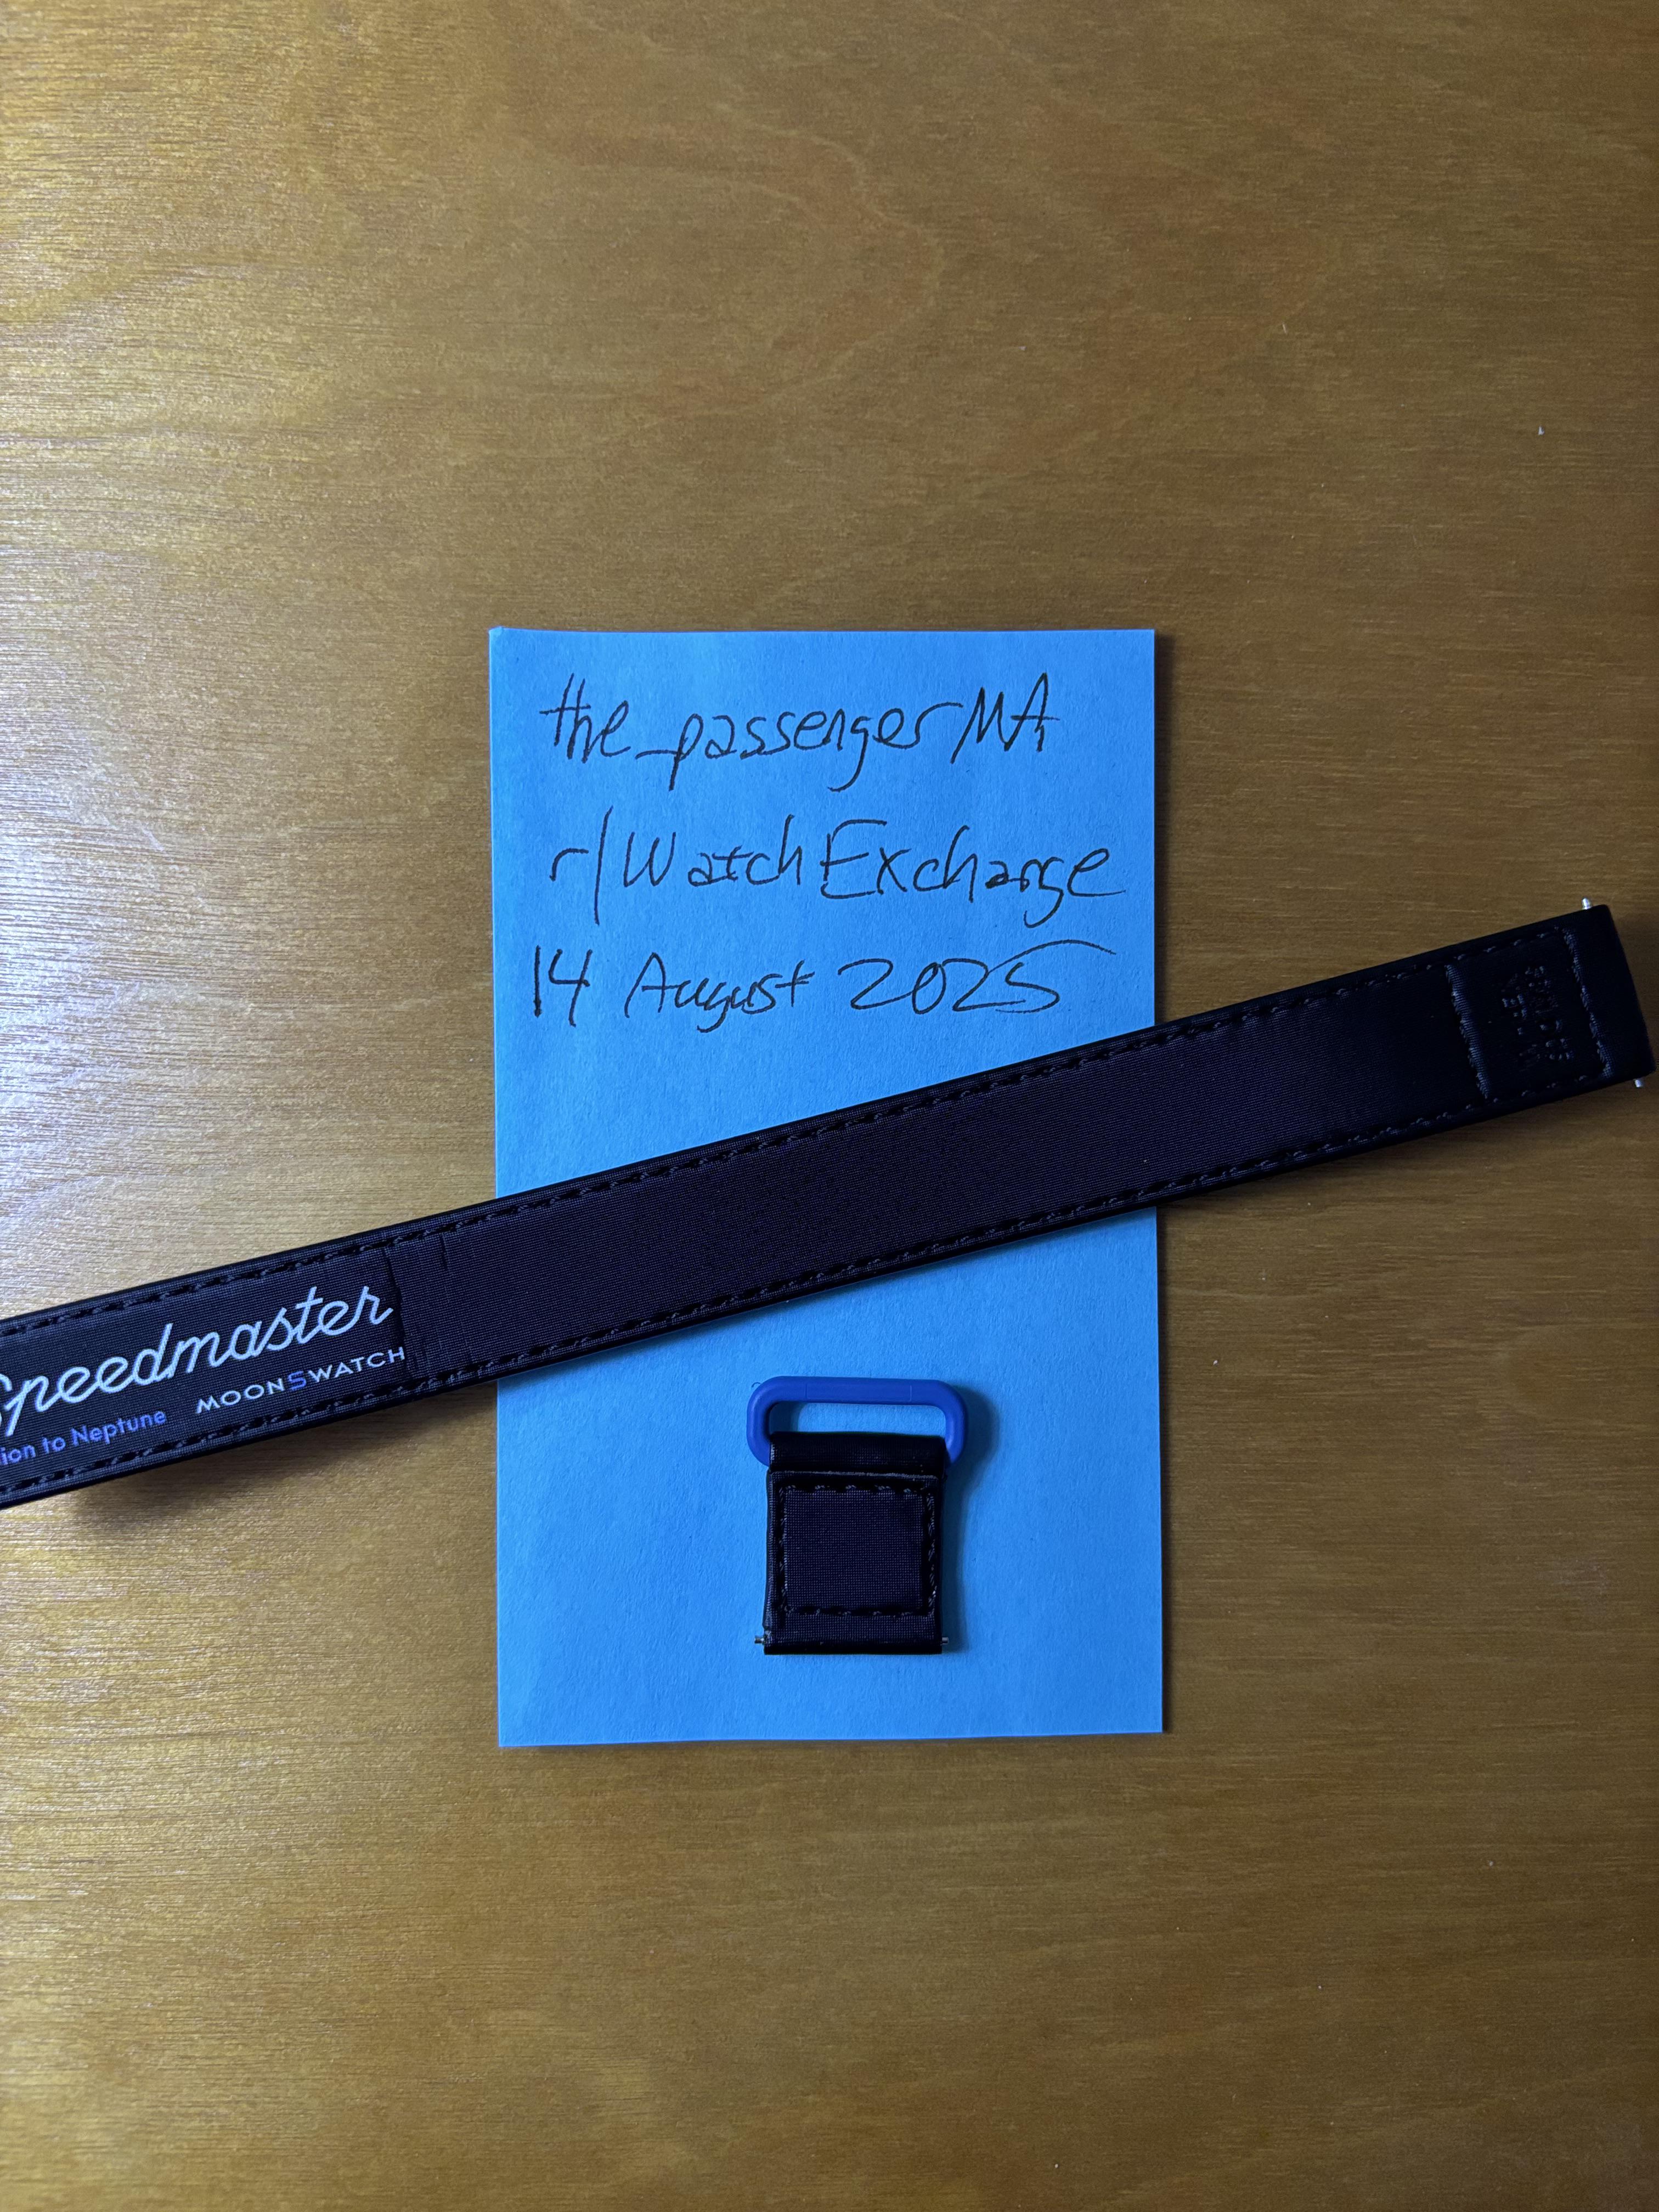 the_passengerMA
r/WatchExchange
14 August 2025
Speedmaster
MOONSWATCH
ion to Neptune